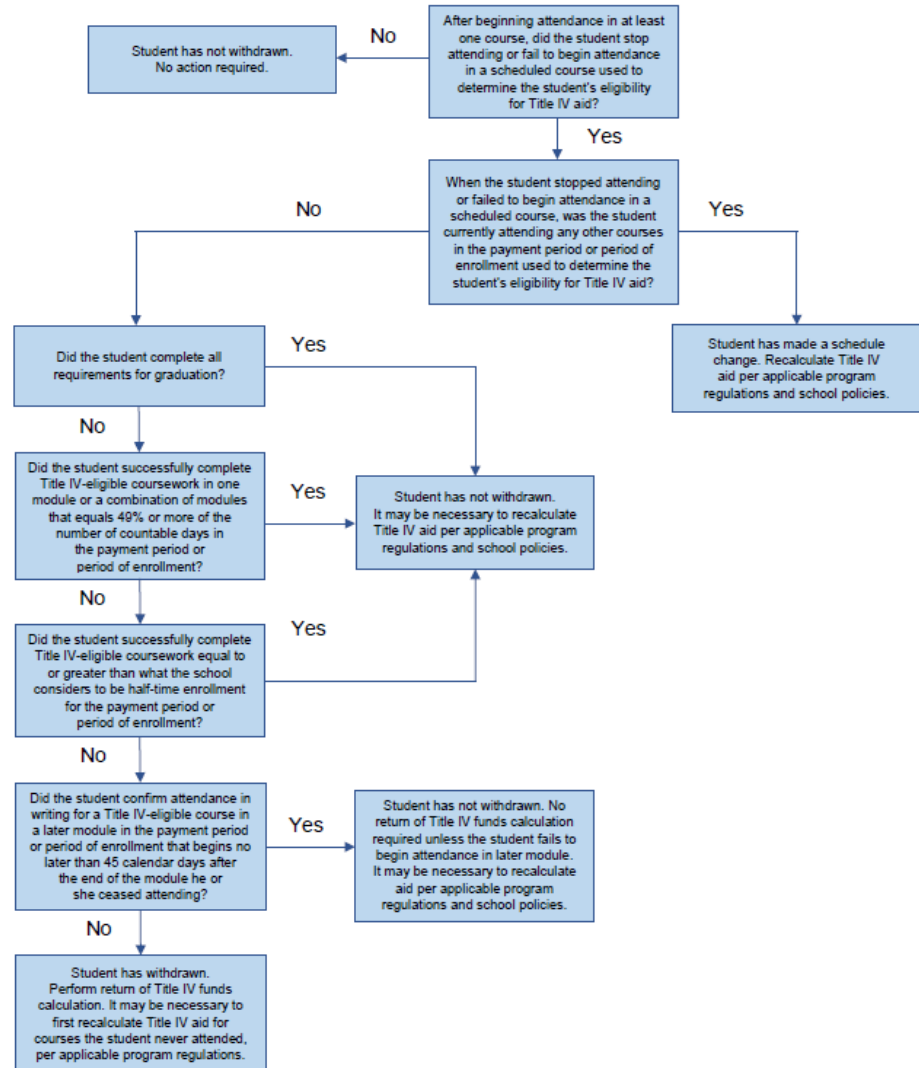 After beginning attendance in at least
one course, did the student stop
attending or fail to begin attendance
in a scheduled course used to
determine the student's eligibility
for Title IV aid?
No
Student has not withdrawn.
No action required.
Yes
When the student stopped attending
or failed to begin attendance in a
scheduled course, was the student
currently attending any other courses
in the payment period or period of
enrollment used to determine the
student's eligibility for Title IV aid?
No
Yes
Student has made a schedule
change. Recalculate Title IV
aid per applicable program
regulations and school policies.
Did the student complete all
requirements for graduation?
Yes
No
Did the student successfully complete
Title IV-eligible coursework in one
module or a combination of modules
that equals 49% or more of the
number of countable days in
the payment period or
period of enrollment?
Yes
Student has not withdrawn.
It may be necessary to recalculate
Title IV aid per applicable program
regulations and school policies.
No
Did the student successfully complete
Title IV-eligible coursework equal to
or greater than what the school
considers to be half-time enrollment
for the payment period or
period of enrollment?
Yes
No
Did the student confirm attendance in
writing for a Title IV-eligible course in
a later module in the payment period
or period of enrollment that begins no
later than 45 calendar days after
the end of the module he or
she ceased attending?
Yes
Student has not withdrawn. No
return of Title IV funds calculation
required unless the student fails to
begin attendance in later module.
It may be necessary to recalculate
aid per applicable program
regulations and school policies.
No
Student has withdrawn.
Perform return of Title IV funds
calculation. It may be necessary to
first recalculate Title IV aid for
courses the student never attended,
per applicable program regulations.